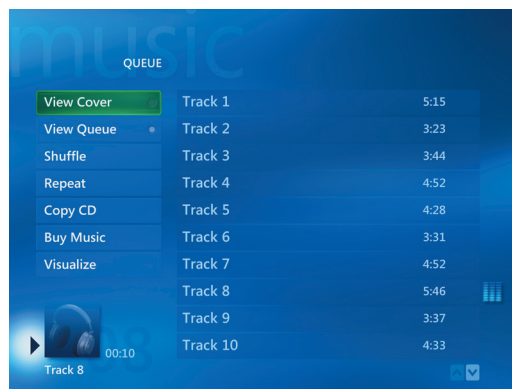 music
QUEUE
View Cover
View Queue
Shuffle
Repeat
Copy CD
Buy Music
Visualize
Track 1 5:15
Track 2 3:23
Track 3 3:44
Track 4 4:52
Track 5 4:28
Track 6 3:31
Track 7 4:52
Track 8 5:46
Track 9 3:37
Track 10 4:33
00:10
Track 8